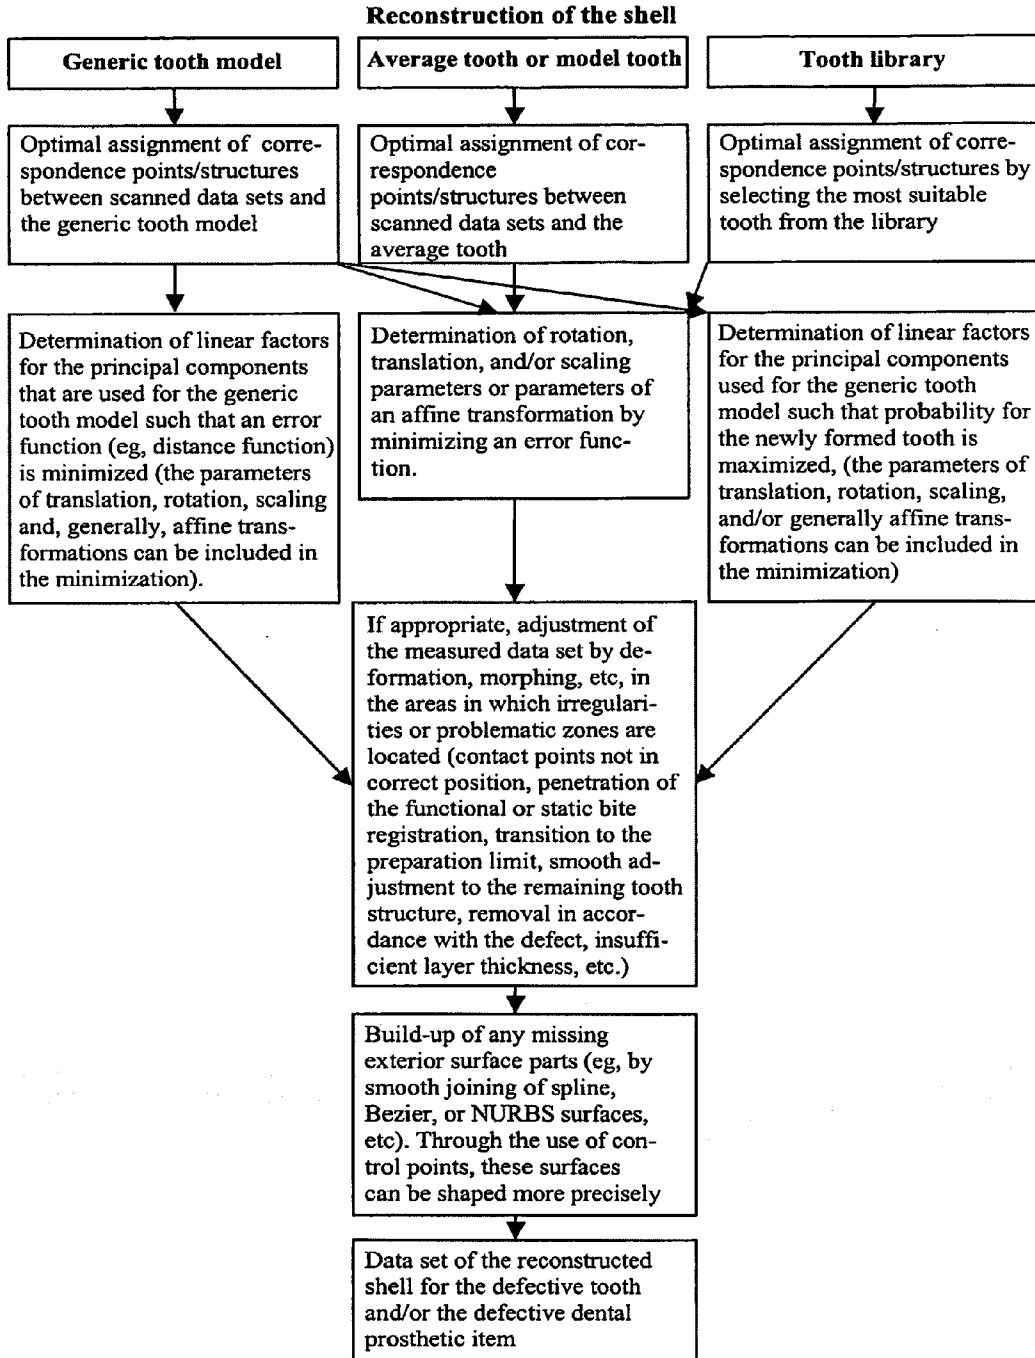 Reconstruction of the shell
Generic tooth model
Average tooth or model tooth
Tooth library
Optimal assignment of corre-
spondence points/structures
between scanned data sets and
the generic tooth model
Optimal assignment of cor-
respondence
points/structures between
scanned data sets and the
average tooth
Optimal assignment of corre-
spondence points/structures by
selecting the most suitable
tooth from the library
Determination of linear factors
for the principal components
that are used for the generic
tooth model such that an error
function (eg, distance function)
is minimized (the parameters
of translation, rotation, scaling
and, generally, affine trans-
formations can be included in
the minimization).
Determination of rotation,
translation, and/or scaling
parameters or parameters of
an affine transformation by
minimizing an error func-
tion.
Determination of linear factors
for the principal components
used for the generic tooth
model such that probability for
the newly formed tooth is
maximized, (the parameters of
translation, rotation, scaling,
and/or generally affine trans-
formations can be included in
the minimization)
If appropriate, adjustment of
the measured data set by de-
formation, morphing, etc, in
the areas in which irregulari-
ties or problematic zones are
located (contact points not in
correct position, penetration of
the functional or static bite
registration, transition to the
preparation limit, smooth ad-
justment to the remaining tooth
structure, removal in accor-
dance with the defect, insuffi-
cient layer thickness, etc.)
Build-up of any missing
exterior surface parts (eg, by
smooth joining of spline,
Bezier, or NURBS surfaces,
etc). Through the use of con-
trol points, these surfaces
can be shaped more precisely
Data set of the reconstructed
shell for the defective tooth
and/or the defective dental
prosthetic item